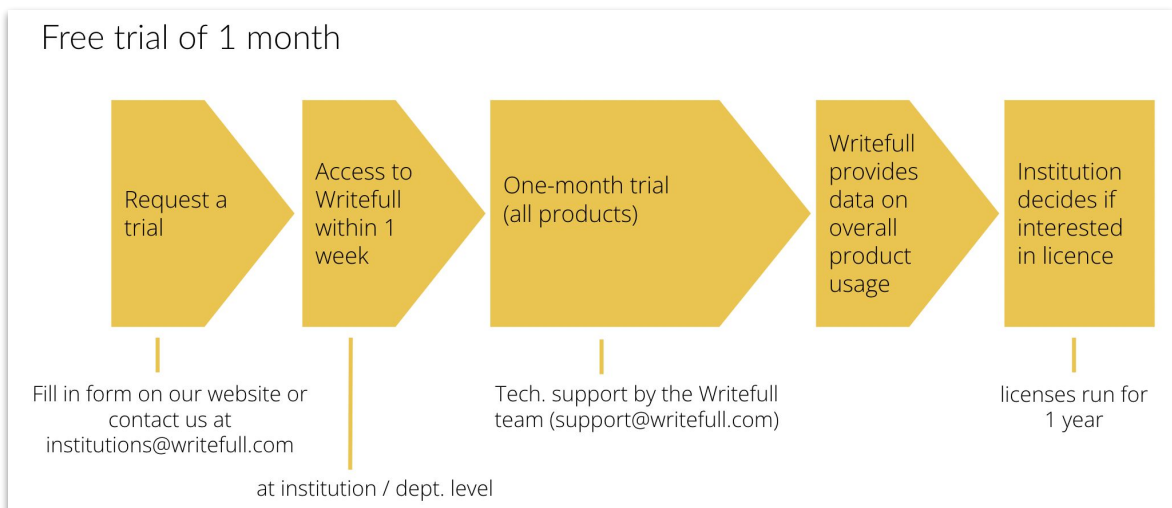 Free trial of 1 month
Request a
trial
Access to
Writefull
within 1
week
One-month trial
(all products)
Writefull
provides
data on
overall
product
usage
Institution
decides if
interested
in licence
Fill in form on our website or
contact us at
institutions@writefull.com
at institution / dept. level
Tech. support by the Writefull
team (support@writefull.com)
licenses run for
1 year